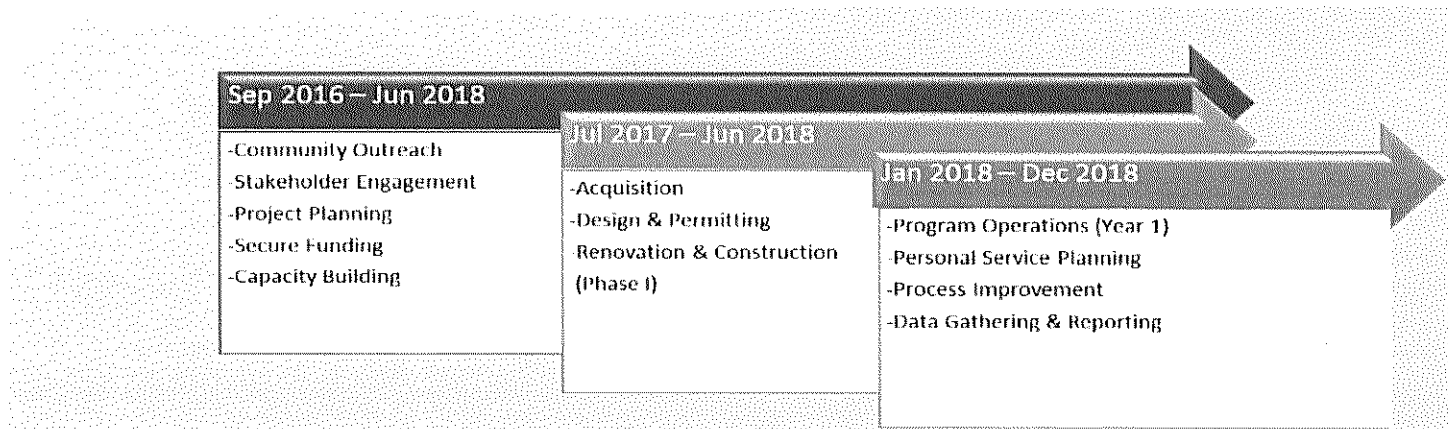 Sep 2016 – Jun 2018
-Community Outreach
-Stakeholder Engagement
-Project Planning
-Secure Funding
-Capacity Building
Jul 2017 – Jun 2018
-Acquisition
-Design & Permitting
-Renovation & Construction
(Phase I)
Jan 2018 – Dec 2018
-Program Operations (Year 1)
-Personal Service Planning
-Process Improvement
-Data Gathering & Reporting